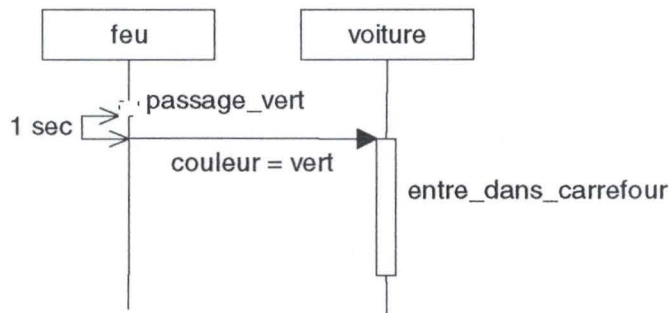 feu
voiture
passage_vert
1 sec
couleur = vert
entre_dans_carrefour